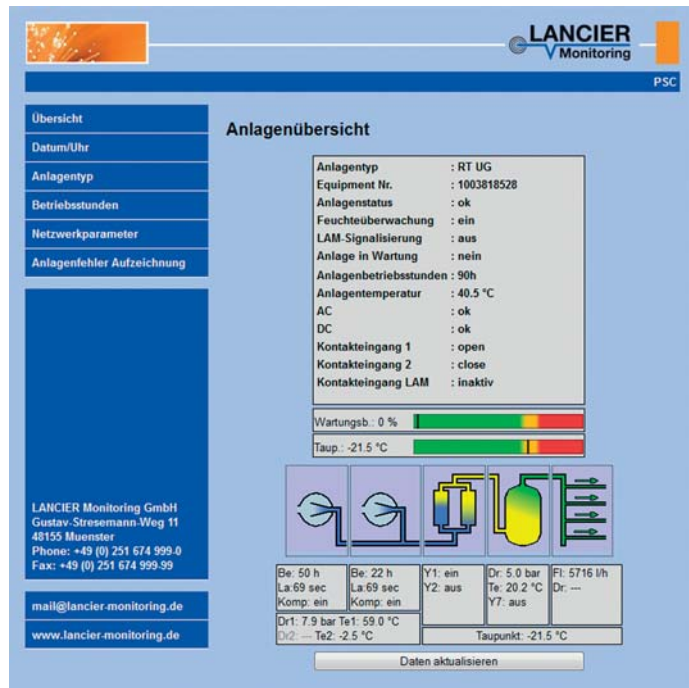 LANCIER
Monitoring
PSC
Übersicht
Datum/Uhr
Anlagentyp
Betriebsstunden
Netzwerkparameter
Anlagenfehler Aufzeichnung
LANCIER Monitoring GmbH
Gustav-Stresemann-Weg 11
48155 Muenster
Phone: +49 (0) 251 674 999-0
Fax: +49 (0) 251 674 999-99
mail@lancier-monitoring.de
www.lancier-monitoring.de
Anlagenübersicht
Anlagentyp : RT UG
Equipment Nr. : 1003818528
Anlagenstatus : ok
Feuchteüberwachung : ein
LAM-Signalisierung : aus
Anlage in Wartung : nein
Anlagenbetriebsstunden : 90h
Anlagentemperatur : 40.5 °C
AC : ok
DC : ok
Kontakteingang 1 : open
Kontakteingang 2 : close
Kontakteingang LAM : inaktiv
Wartungsb.: 0 %
Taup.: -21.5 °C
Be: 50 h
La:69 sec
Komp: ein
Be: 22 h
La:69 sec
Komp: ein
Y1: ein
Y2: aus
Dr: 5.0 bar
Te: 20.2 °C
Y7: aus
Fl: 5716 l/h
Dr: ---
Dr1: 7.9 bar Te1: 59.0 °C
Dr2: --- Te2: -2.5 °C
Taupunkt: -21.5 °C
Daten aktualisieren